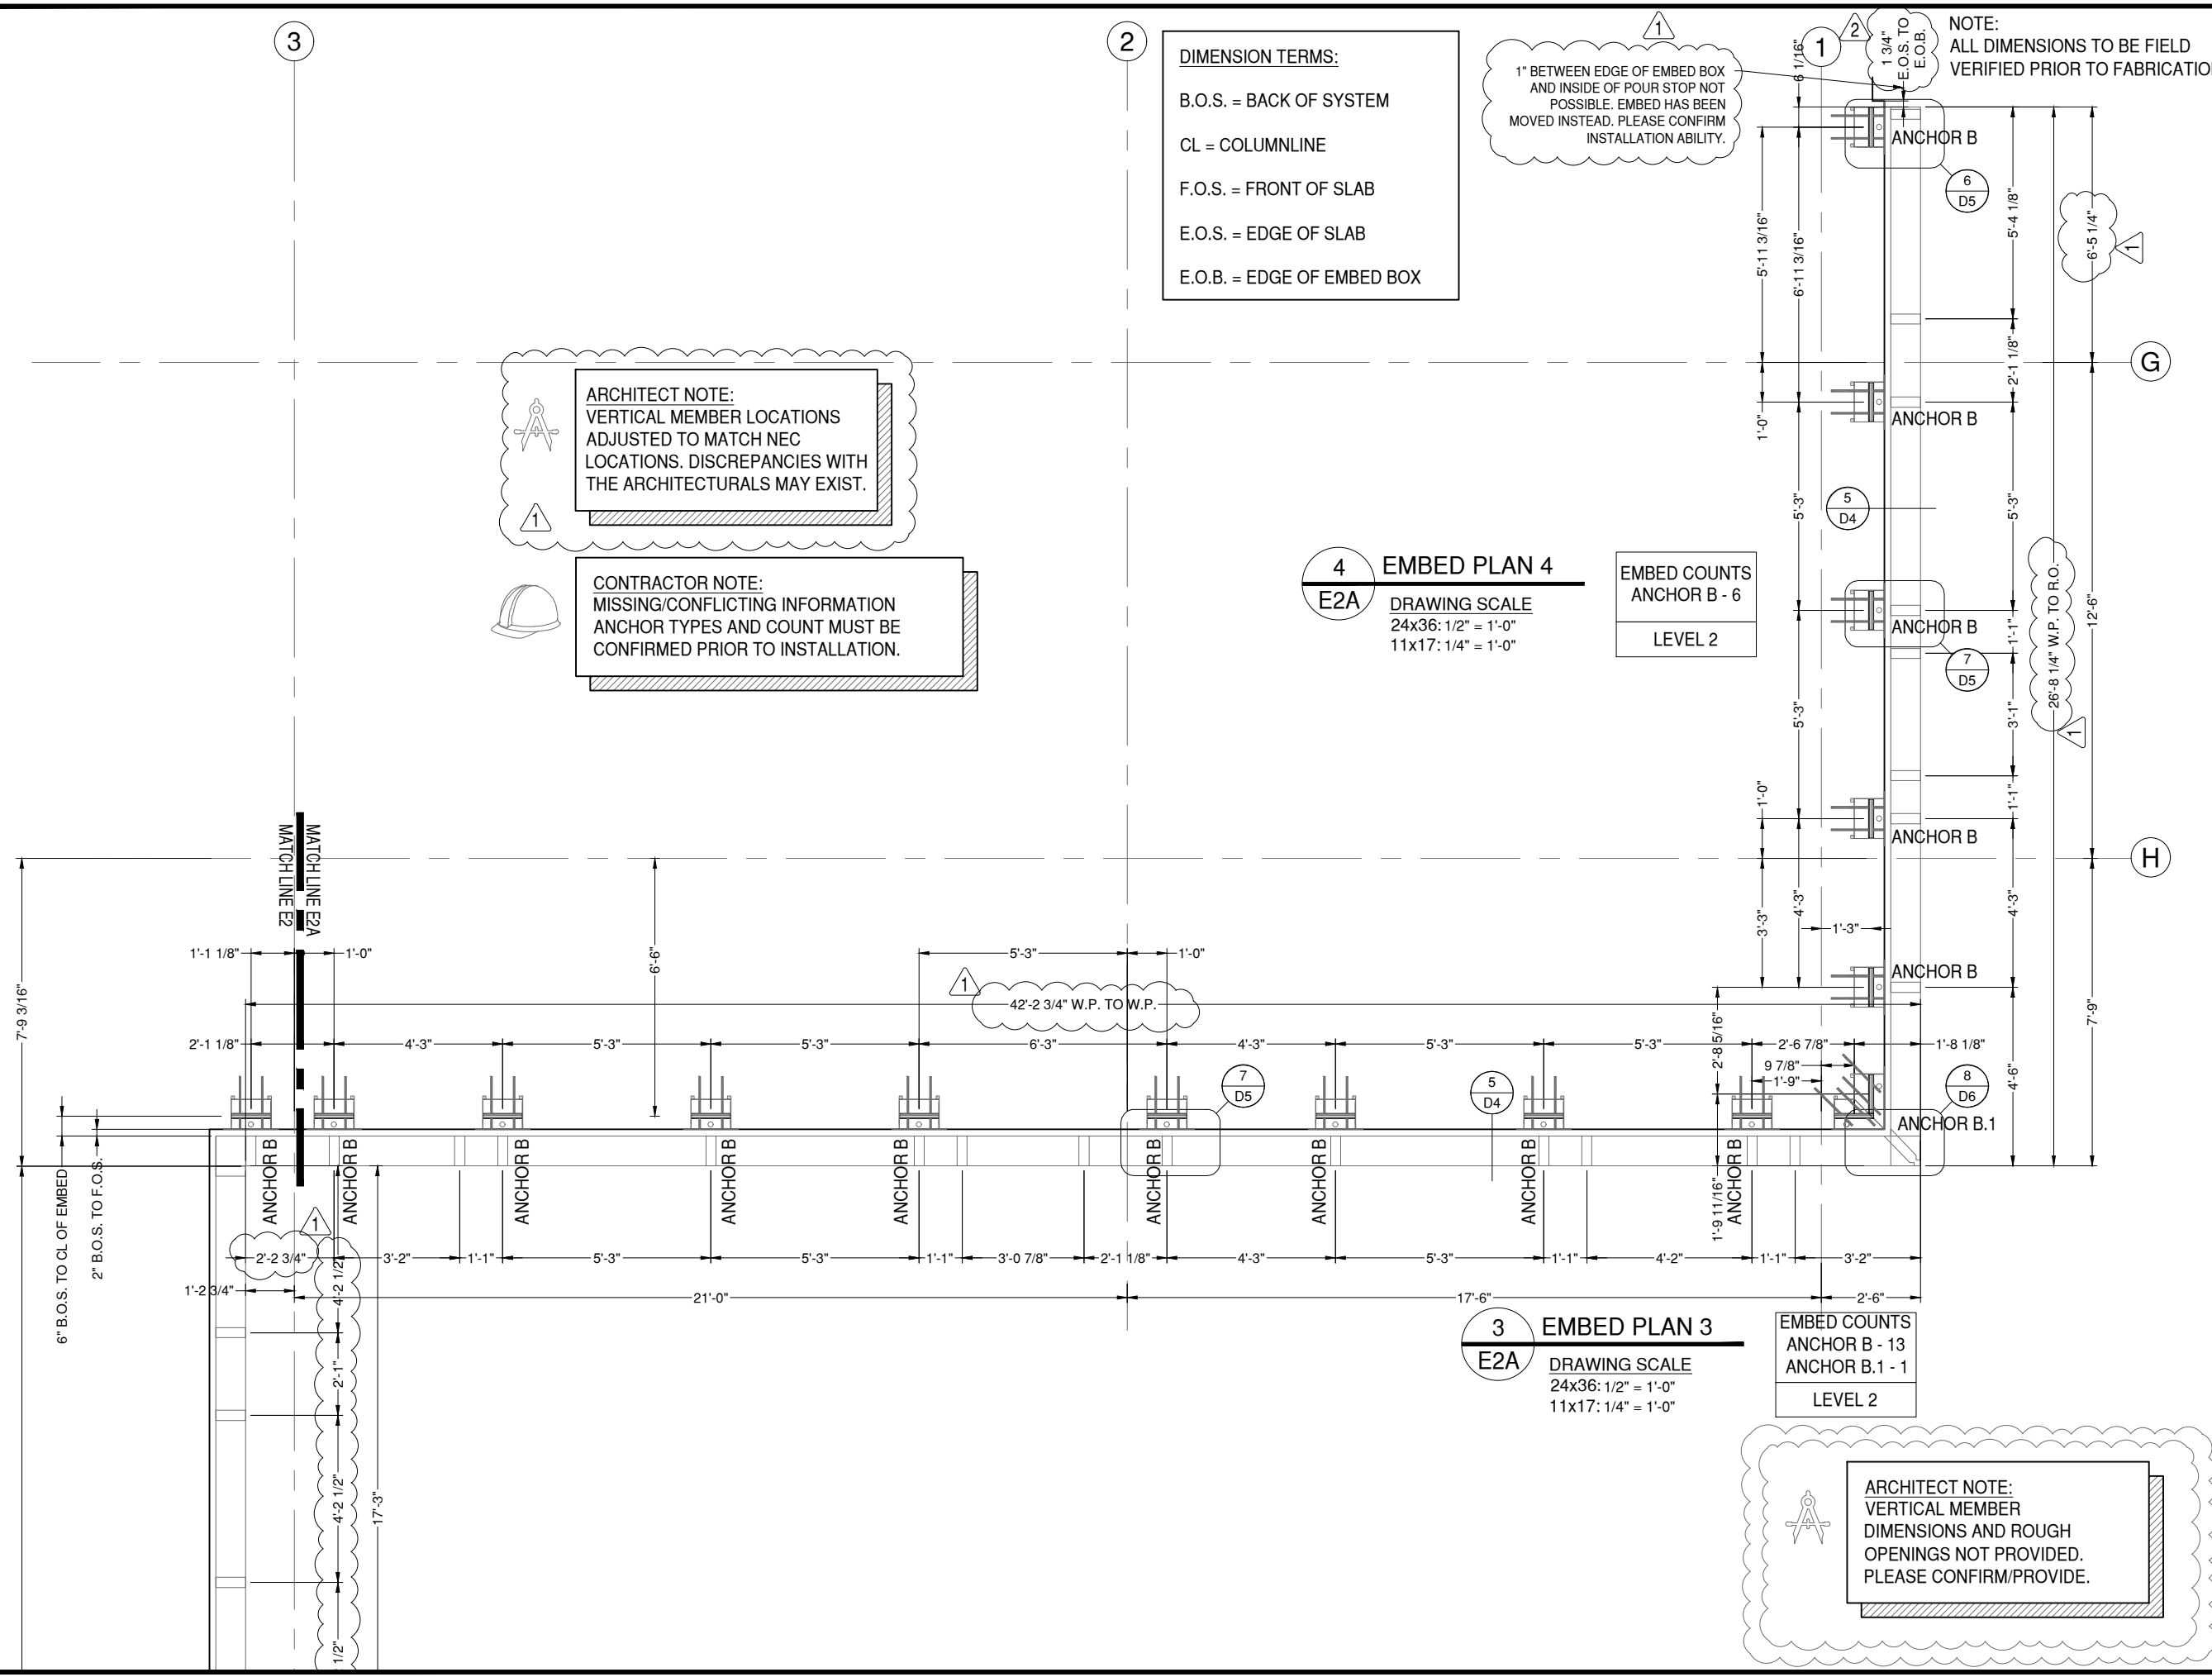 3
2
1
DIMENSION TERMS:
B.O.S. = BACK OF SYSTEM
CL = COLUMNLINE
F.O.S. = FRONT OF SLAB
E.O.S. = EDGE OF SLAB
E.O.B. = EDGE OF EMBED BOX
1
1" BETWEEN EDGE OF EMBED BOX
AND INSIDE OF POUR STOP NOT
POSSIBLE. EMBED HAS BEEN
MOVED INSTEAD. PLEASE CONFIRM
INSTALLATION ABILITY.
6 1/16"
2
1 3/4"
E.O.S. TO
E.O.B.
NOTE:
ALL DIMENSIONS TO BE FIELD
VERIFIED PRIOR TO FABRICATIO
ANCHOR B
6
D5
5'-11 3/16"
6'-11 3/16"
5'-4 1/8"
6'-5 1/4"
1
G
2'-1 1/8"
1'-0"
ANCHOR B
ARCHITECT NOTE:
VERTICAL MEMBER LOCATIONS
ADJUSTED TO MATCH NEC
LOCATIONS. DISCREPANCIES WITH
THE ARCHITECTURALS MAY EXIST.
1
CONTRACTOR NOTE:
MISSING/CONFLICTING INFORMATION
ANCHOR TYPES AND COUNT MUST BE
CONFIRMED PRIOR TO INSTALLATION.
5'-3"
5
D4
5'-3"
4
E2A
EMBED PLAN 4
DRAWING SCALE
24x36: 1/2" = 1'-0"
11x17: 1/4" = 1'-0"
EMBED COUNTS
ANCHOR B - 6
LEVEL 2
ANCHOR B
7
D5
1'-1"
26'-8 1/4" W.P. TO R.O.
12'-6"
1
5'-3"
3'-1"
1'-0"
1'-1"
ANCHOR B
H
MATCH LINE E2
MATCH LINE E2A
7'-9 3/16"
6'-6"
3'-3"
4'-3"
1'-3"
4'-3"
ANCHOR B
1'-1 1/8"
1'-0"
5'-3"
1'-0"
1
42'-2 3/4" W.P. TO W.P.
7'-9"
2'-1 1/8"
4'-3"
5'-3"
5'-3"
6'-3"
4'-3"
5'-3"
5'-3"
2'-8 5/16"
2'-6 7/8"
1'-8 1/8"
9 7/8"
1'-9"
4'-6"
7
D5
5
D4
8
D6
ANCHOR B.1
6" B.O.S. TO CL OF EMBED
2" B.O.S. TO F.O.S.
ANCHOR B
ANCHOR B
ANCHOR B
ANCHOR B
ANCHOR B
ANCHOR B
ANCHOR B
ANCHOR B
1'-9 11/16"
ANCHOR B
1
2'-2 3/4"
3'-2"
1'-1"
5'-3"
5'-3"
1'-1"
3'-0 7/8"
2'-1 1/8"
4'-3"
5'-3"
1'-1"
4'-2"
1'-1"
3'-2"
1'-2 3/4"
4'-2 1/2"
21'-0"
17'-6"
2'-6"
3
E2A
EMBED PLAN 3
DRAWING SCALE
24x36: 1/2" = 1'-0"
11x17: 1/4" = 1'-0"
EMBED COUNTS
ANCHOR B - 13
ANCHOR B.1 - 1
LEVEL 2
2'-1"
4'-2 1/2"
17'-3"
1/2"
ARCHITECT NOTE:
VERTICAL MEMBER
DIMENSIONS AND ROUGH
OPENINGS NOT PROVIDED.
PLEASE CONFIRM/PROVIDE.